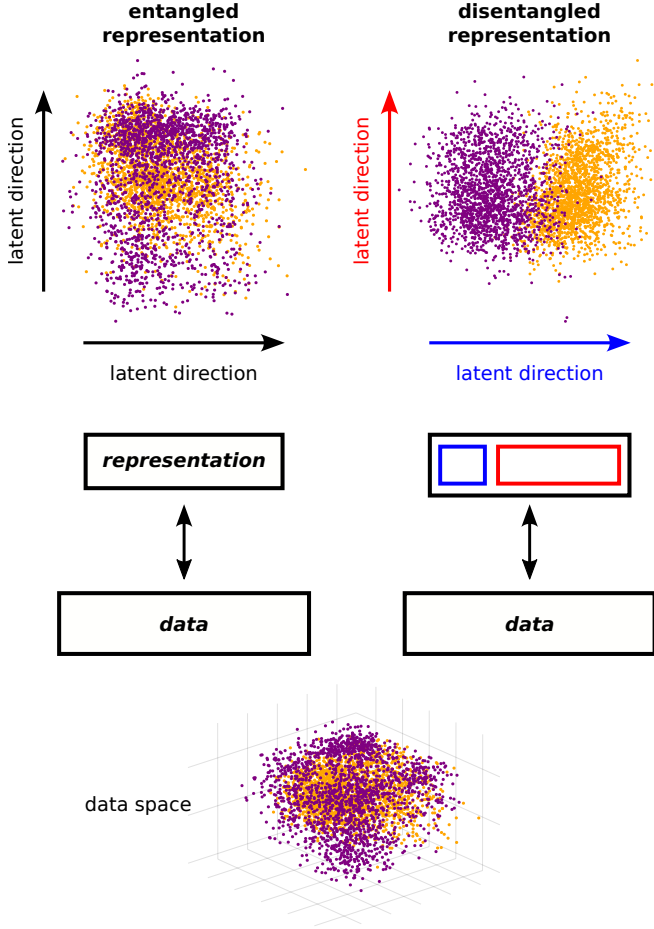 entangled
representation
disentangled
representation
latent direction
latent direction
latent direction
latent direction
representation
data
data
data space